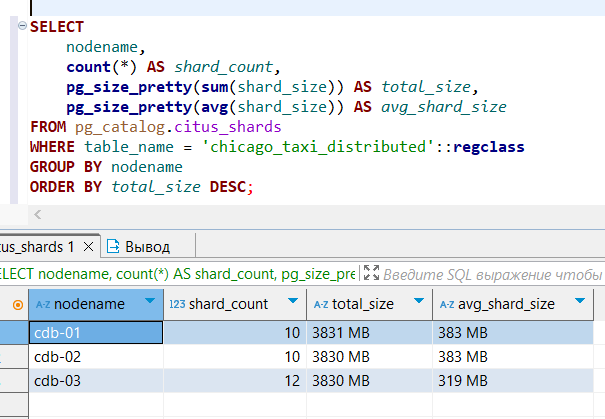 SELECT
nodename,
count(*) AS shard_count,
pg_size_pretty(sum(shard_size)) AS total_size,
pg_size_pretty(avg(shard_size)) AS avg_shard_size
FROM pg_catalog.citus_shards
WHERE table_name = 'chicago_taxi_distributed'::regclass
GROUP BY nodename
ORDER BY total_size DESC;
tus_shards 1 Вывод
ELECT nodename, count(*) AS shard_count, pg_size_pre Введите SQL выражение чтобы
A-Z nodename 123 shard_count A-Z total_size A-Z avg_shard_size
cdb-01 10 3831 MB 383 MB
cdb-02 10 3830 MB 383 MB
cdb-03 12 3830 MB 319 MB